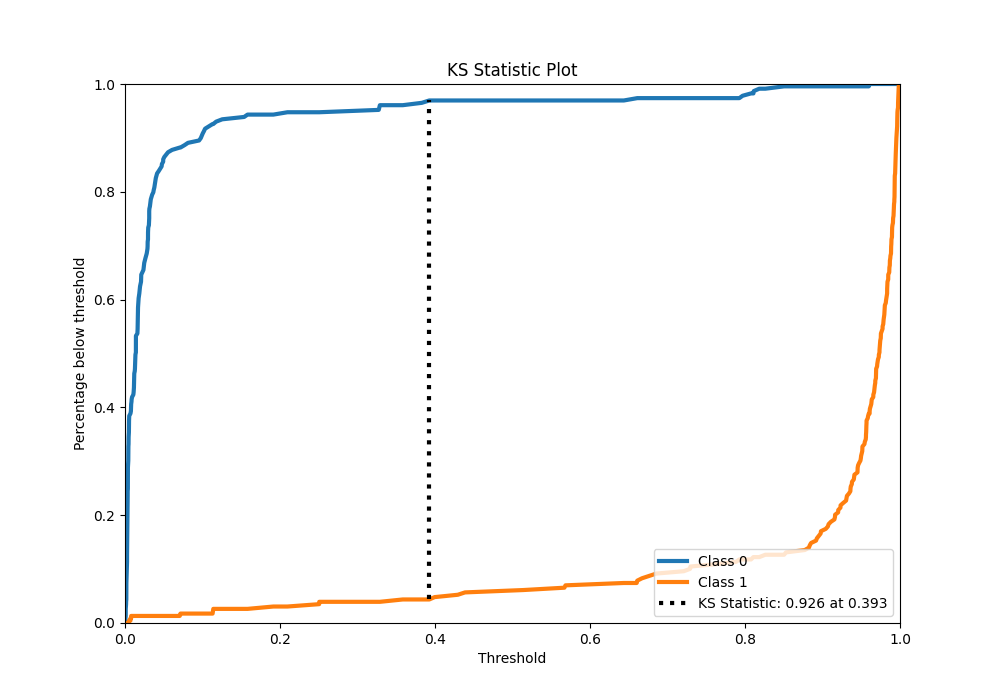 KS Statistic Plot
1.0
0.8
0.6
0.4
0.2
0.0
Percentage below threshold
0.0 0.2 0.4 0.6 0.8 1.0
Threshold
Class 0
Class 1
KS Statistic: 0.926 at 0.393